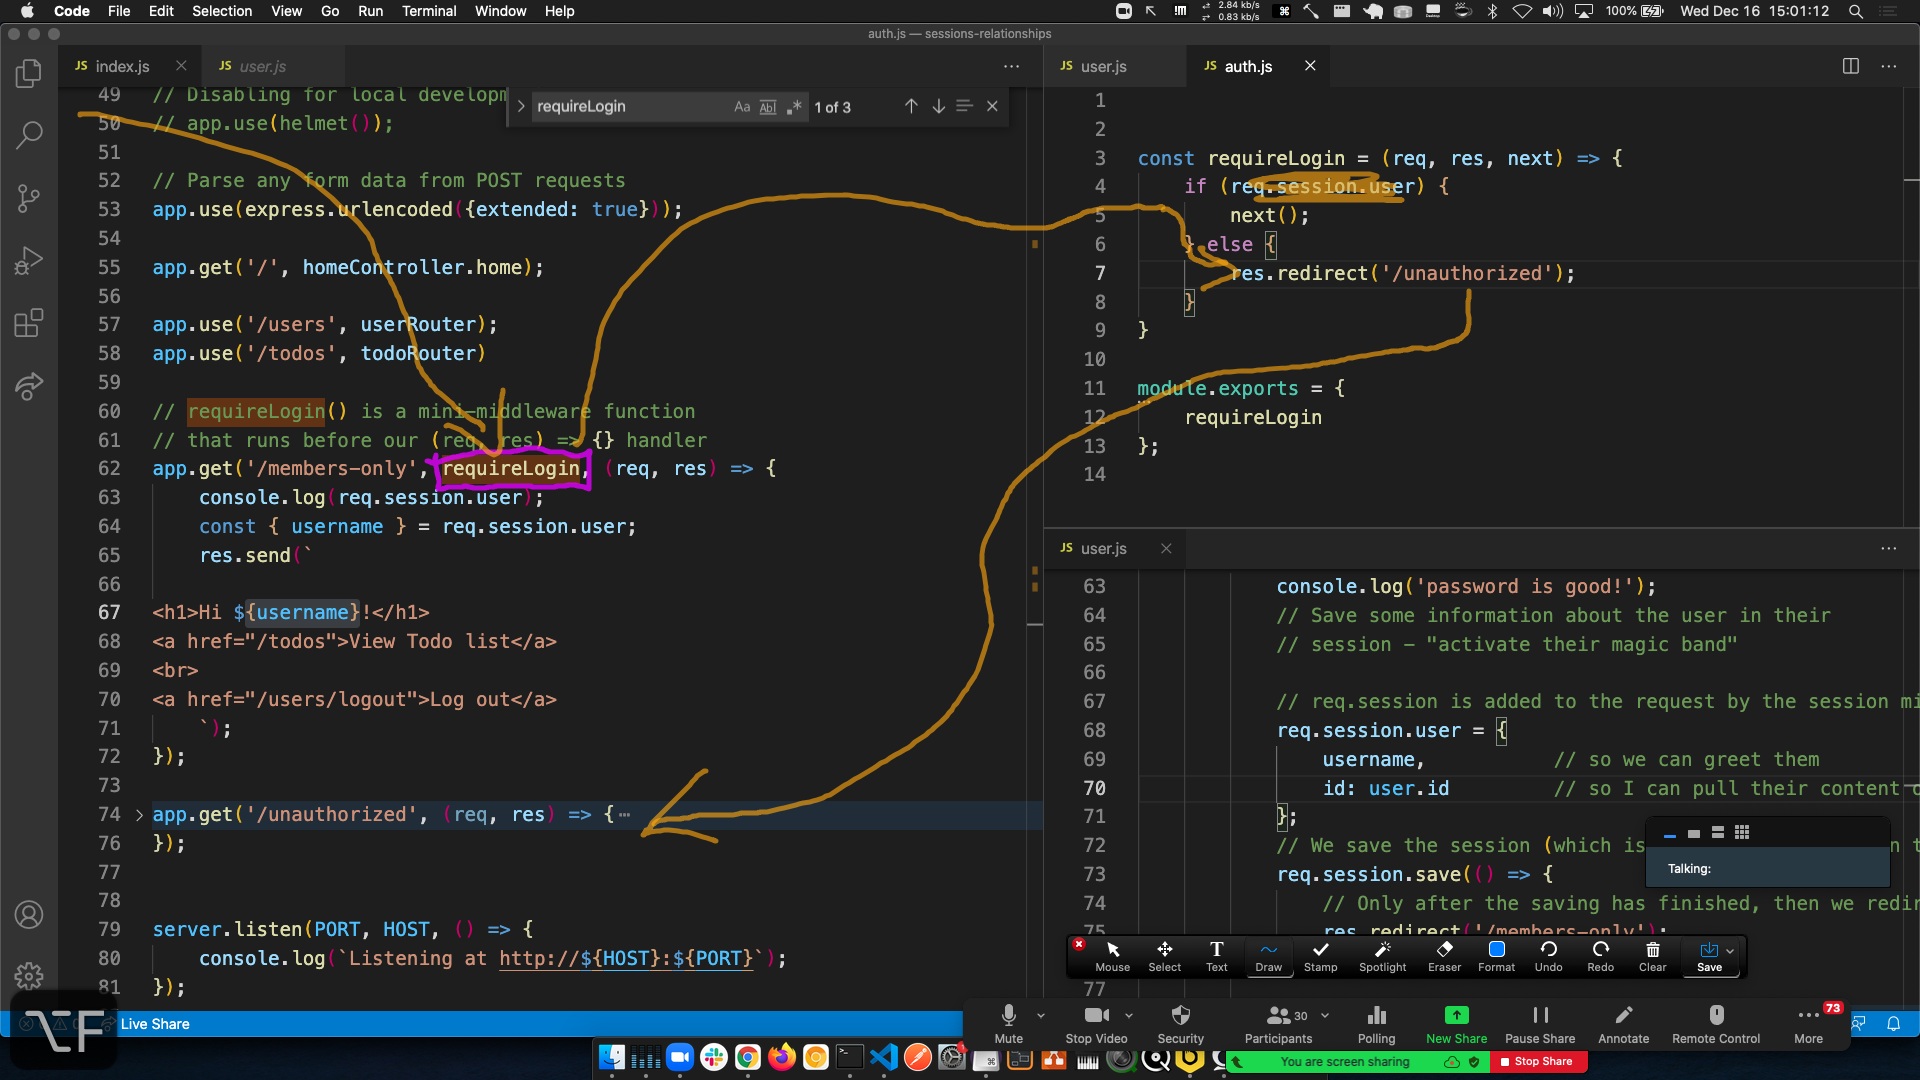 Code File Edit Selection View Go Run Terminal Window Help
2.84 kb/s
0.83 kb/s
100% Wed Dec 16 15:01:12
auth.js — sessions-relationships
JS index.js
JS user.js
requireLogin Aa Abl .* 1 of 3
49 // Disabling for local developm
50 // app.use(helmet());
51
52 // Parse any form data from POST requests
53 app.use(express.urlencoded({extended: true}));
54
55 app.get('/', homeController.home);
56
57 app.use('/users', userRouter);
58 app.use('/todos', todoRouter)
59
60 // requireLogin() is a mini-middleware function
61 // that runs before our (req, res) => {} handler
62 app.get('/members-only', requireLogin, (req, res) => {
63 console.log(req.session.user);
64 const { username } = req.session.user;
65 res.send(`
66
67 <h1>Hi ${username}!</h1>
68 <a href="/todos">View Todo list</a>
69 <br>
70 <a href="/users/logout">Log out</a>
71 `);
72 });
73
74 app.get('/unauthorized', (req, res) => {…
76 });
77
78
79 server.listen(PORT, HOST, () => {
80 console.log(`Listening at http://${HOST}:${PORT}`);
81 });
JS user.js
JS auth.js
1
2
3 const requireLogin = (req, res, next) => {
4 if (req.session.user) {
5 next();
6 } else {
7 res.redirect('/unauthorized');
8 }
9 }
10
11 module.exports = {
12 requireLogin
13 };
14
JS user.js
63 console.log('password is good!');
64 // Save some information about the user in their
65 // session - "activate their magic band"
66
67 // req.session is added to the request by the session mi
68 req.session.user = {
69 username, // so we can greet them
70 id: user.id // so I can pull their content
71 };
72 // We save the session (which is
73 req.session.save(() => {
74 // Only after the saving has finished, then we redir
75 res.redirect('/members-only');
77
Talking:
Mouse Select Text Draw Stamp Spotlight Eraser Format Undo Redo Clear Save
⌥F
Live Share
Mute Stop Video Security Participants 30 Polling New Share Pause Share Annotate Remote Control More 73
You are screen sharing Stop Share